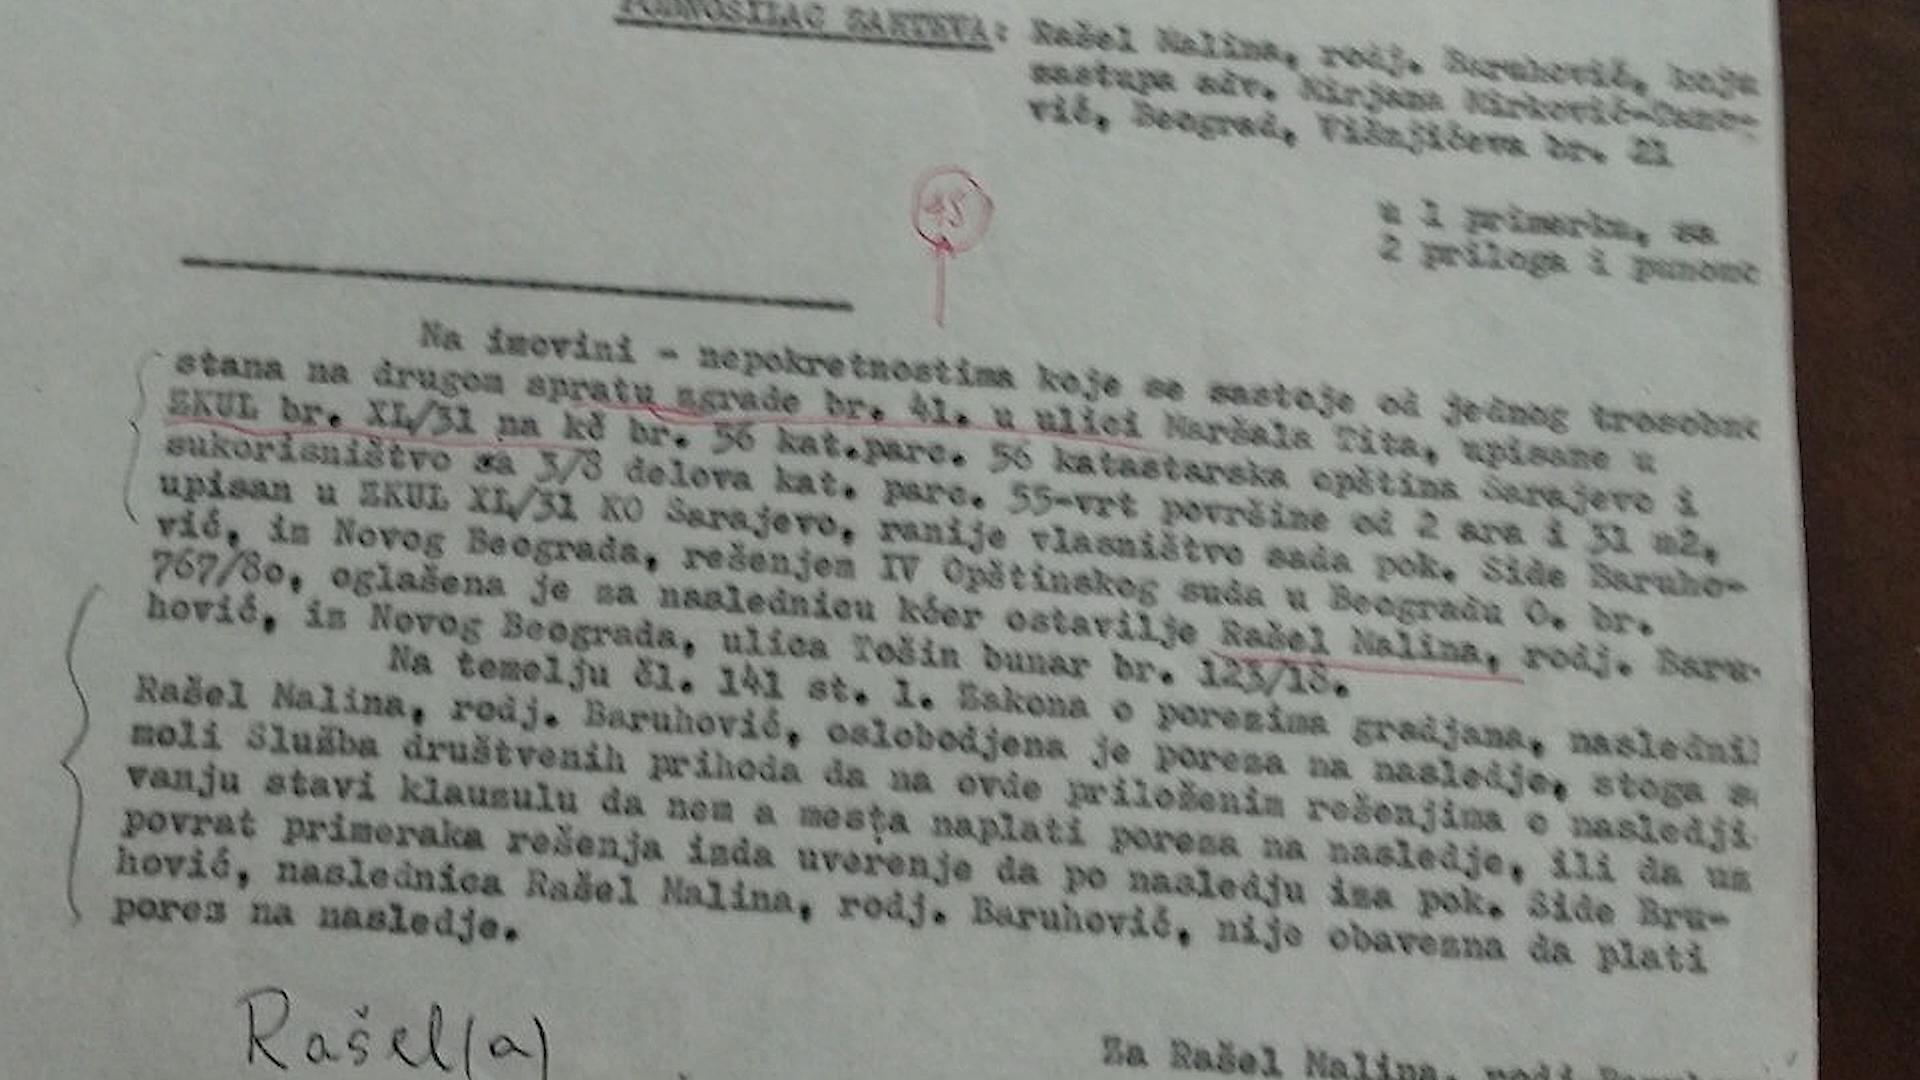 PODNOSILAC ZAHTEVA: Rašel Malina, rodj. Baruhović, koju
zastupa adv. Mirjana
vić, Beograd, Višnjićeva br. 21
u 1 primerku, sa
2 priloga i punomo
45
Na imovini - nepokretnostima koje se sastoje od jednog trosobno
stana na drugom spratu zgrade br. 41. u ulici Maršala Tita, upisane u
ZKUL br. XL/31 na kč br. 56 kat.parc. 56 katastarska opština Sarajevo i
sukorisništvo sa 3/8 delova kat. parc. 55-vrt površine od 2 ara i 31 m2,
upisan u ZKUL XL/31 KO Sarajevo, ranije vlasništvo sada pok. Side Baruho-
vić, iz Novog Beograda, rešenjem IV Opštinskog suda u Beogradu O. br.
767/80, oglašena je za naslednicu kćer ostavilje Rašel Malina, rodj. Baru-
hović, iz Novog Beograda, ulica Tošin bunar br. 123/18.
Na temelju čl. 141 st. 1. Zakona o porezima gradjana, nasledni
Rašel Malina, rodj. Baruhović, oslobodjena je poreza na nasledje, stoga s
moli Služba društvenih prihoda da na ovde priloženim rešenjima o nasledji
vanju stavi klauzulu da nem a mesta naplati poreza na nasledje, ili da uz
povrat primeraka rešenja izda uverenje da po nasledju iza pok. Side Bru-
hović, naslednica Rašel Malina, rodj. Baruhović, nije obavezna da plati
porez na nasledje.
Rašel(a)
Za Rašel Malina, rodj Baruh